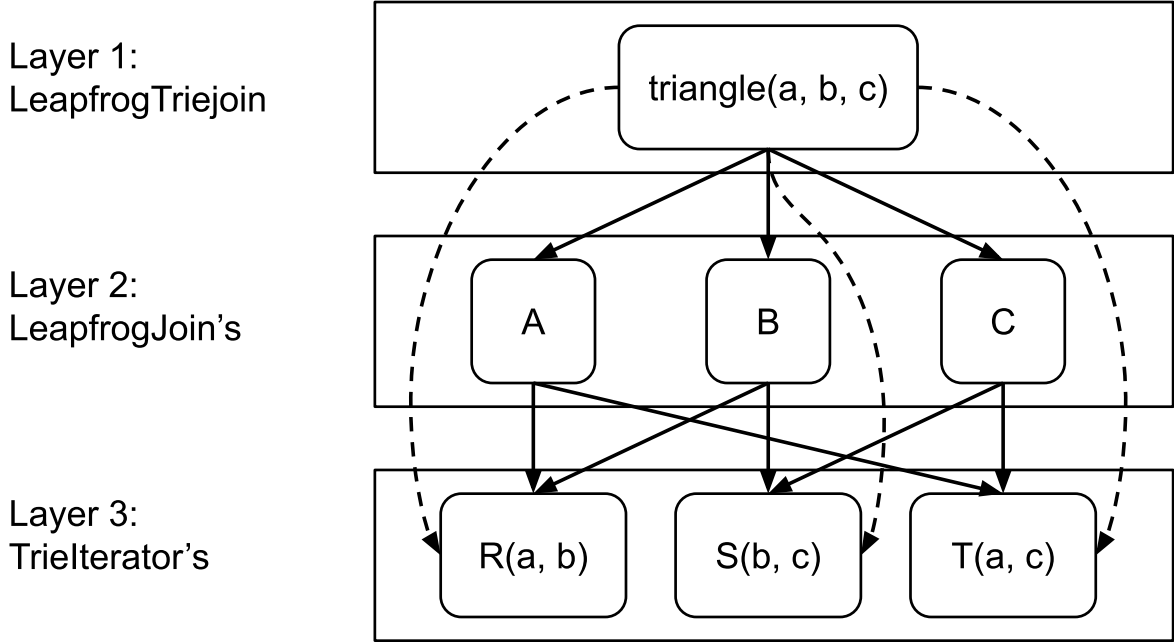 Layer 1:
LeapfrogTriejoin
triangle(a, b, c)
Layer 2:
LeapfrogJoin’s
A
B
C
Layer 3:
TrieIterator’s
R(a, b)
S(b, c)
T(a, c)